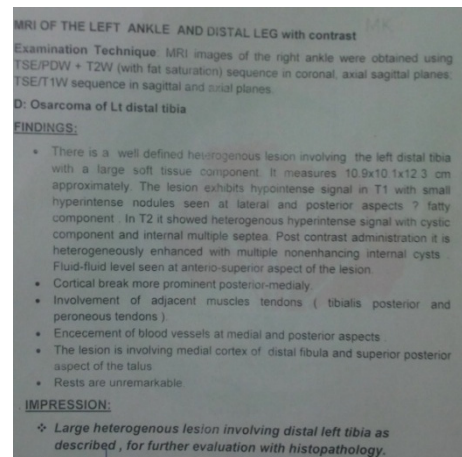 MRI OF THE LEFT ANKLE AND DISTAL LEG with contrast
Examination Technique: MRI images of the right ankle were obtained using
TSE/PDW + T2W (with fat saturation) sequence in coronal, axial sagittal planes:
TSE/T1W sequence in sagittal and axial planes.
D: Osarcoma of Lt distal tibia
FINDINGS:
• There is a well defined heterogenous lesion involving the left distal tibia
with a large soft tissue component. It measures 10.9x10.1x12.3 cm
approximately. The lesion exhibits hypointense signal in T1 with small
hyperintense nodules seen at lateral and posterior aspects ? fatty
component . In T2 it showed heterogenous hyperintense signal with cystic
component and internal multiple septea. Post contrast administration it is
heterogeneously enhanced with multiple nonenhancing internal cysts .
Fluid-fluid level seen at anterio-superior aspect of the lesion.
• Cortical break more prominent posterior-medialy.
• Involvement of adjacent muscles tendons ( tibialis posterior and
peroneous tendons ).
• Encecement of blood vessels at medial and posterior aspects .
• The lesion is involving medial cortex of distal fibula and superior posterior
aspect of the talus
• Rests are unremarkable
IMPRESSION:
❖ Large heterogenous lesion involving distal left tibia as
described , for further evaluation with histopathology.